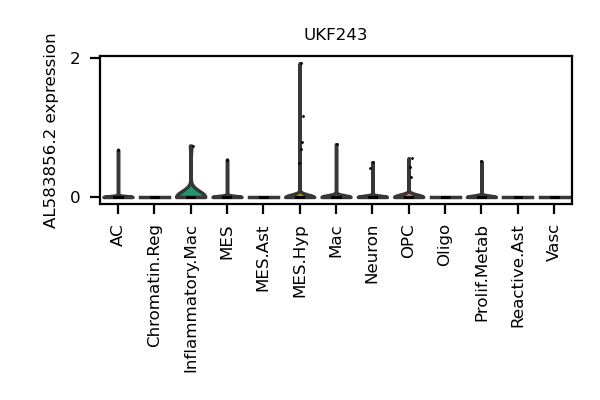 UKF243
AL583856.2 expression
2
0
AC
Chromatin.Reg
Inflammatory.Mac
MES
MES.Ast
MES.Hyp
Mac
Neuron
OPC
Oligo
Prolif.Metab
Reactive.Ast
Vasc